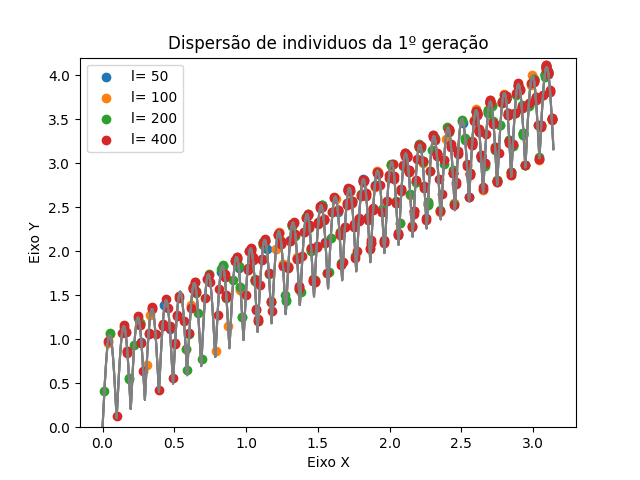 Dispersão de individuos da 1º geração
l= 50
l= 100
l= 200
l= 400
Eixo Y
4.0
3.5
3.0
2.5
2.0
1.5
1.0
0.5
0.0
0.0 0.5 1.0 1.5 2.0 2.5 3.0
Eixo X